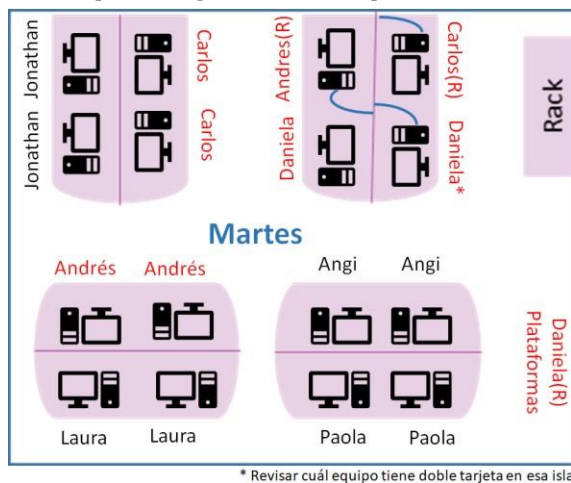 Jonathan
Jonathan
Carlos
Carlos
Andres(R)
Daniela
Carlos(R)
Daniela*
Rack
Martes
Andrés
Andrés
Angi
Angi
Laura
Laura
Paola
Paola
Daniela(R)
Plataformas
* Revisar cuál equipo tiene doble tarjeta en esa isla